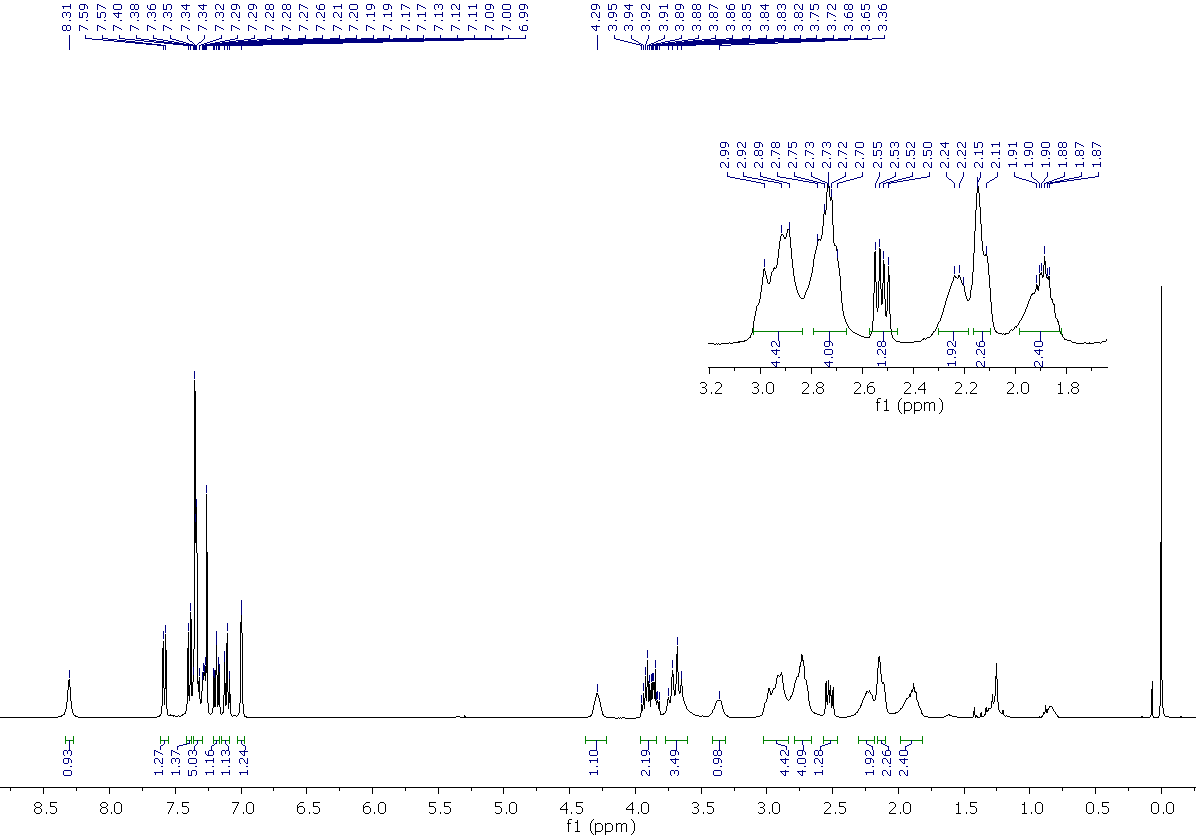 8.31 7.59 7.57 7.40 7.38 7.36 7.35 7.34 7.34 7.32 7.29 7.29 7.28 7.28 7.27 7.26 7.21 7.20 7.19 7.19 7.17 7.17 7.13 7.12 7.11 7.09 7.00 6.99 4.29 3.95 3.94 3.92 3.91 3.89 3.88 3.87 3.86 3.85 3.84 3.83 3.82 3.75 3.72 3.68 3.65 3.36
2.99 2.92 2.89 2.78 2.75 2.73 2.73 2.72 2.70 2.55 2.53 2.52 2.50 2.24 2.22 2.15 2.11 1.91 1.90 1.90 1.88 1.87 1.87
4.42 4.09 1.28 1.92 2.26 2.40
3.2 3.0 2.8 2.6 2.4 2.2 2.0 1.8
f1 (ppm)
0.93 1.27 1.37 5.03 1.16 1.13 1.24 1.10 2.19 3.49 0.98 4.42 4.09 1.28 1.92 2.26 2.40
8.5 8.0 7.5 7.0 6.5 6.0 5.5 5.0 4.5 4.0 3.5 3.0 2.5 2.0 1.5 1.0 0.5 0.0
f1 (ppm)